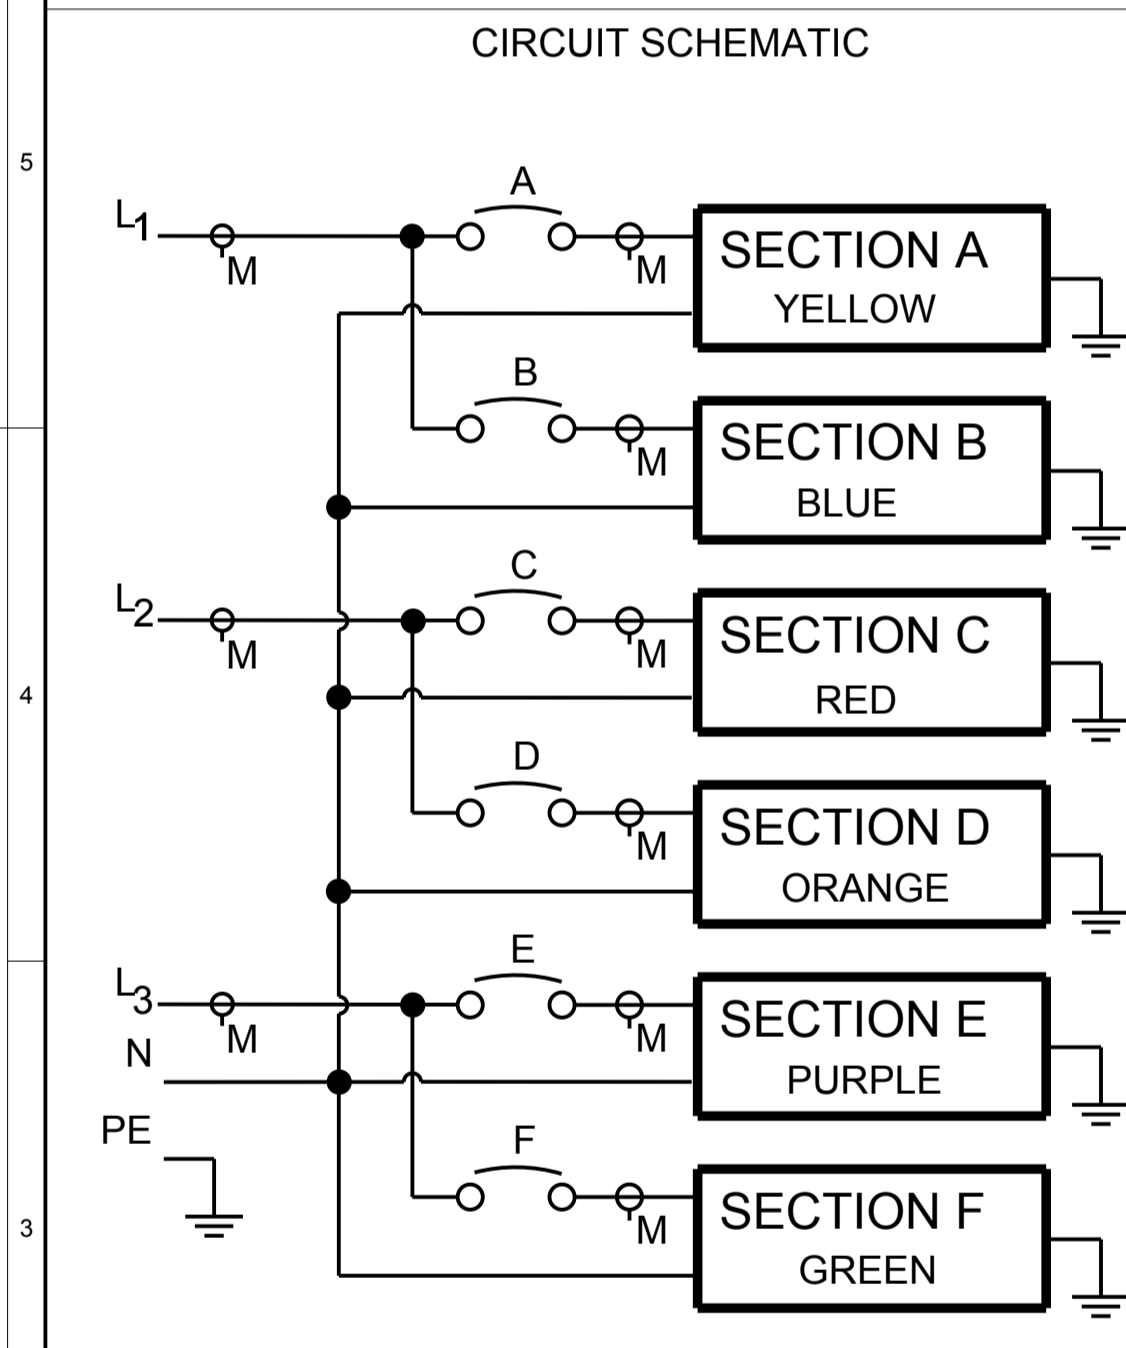 CIRCUIT SCHEMATIC
5
A
L1
M
M
SECTION A
YELLOW
B
M
SECTION B
BLUE
C
L2
M
M
SECTION C
RED
4
D
M
SECTION D
ORANGE
E
L3
M
M
SECTION E
PURPLE
N
PE
F
M
SECTION F
GREEN
3